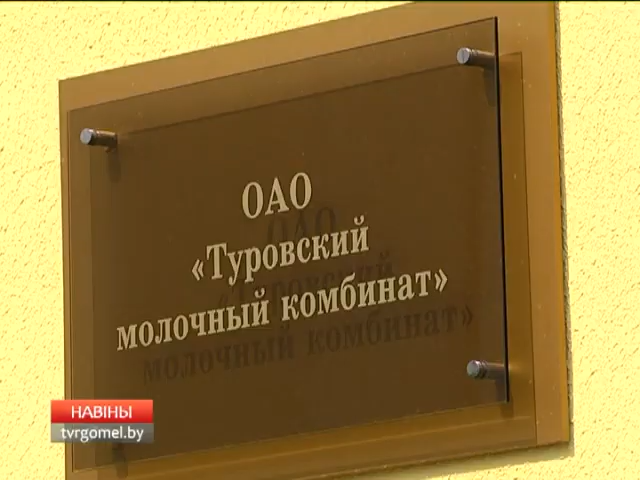 ОАО
«Туровский
молочный комбинат»
НАВІНЫ
tvrgomel.by